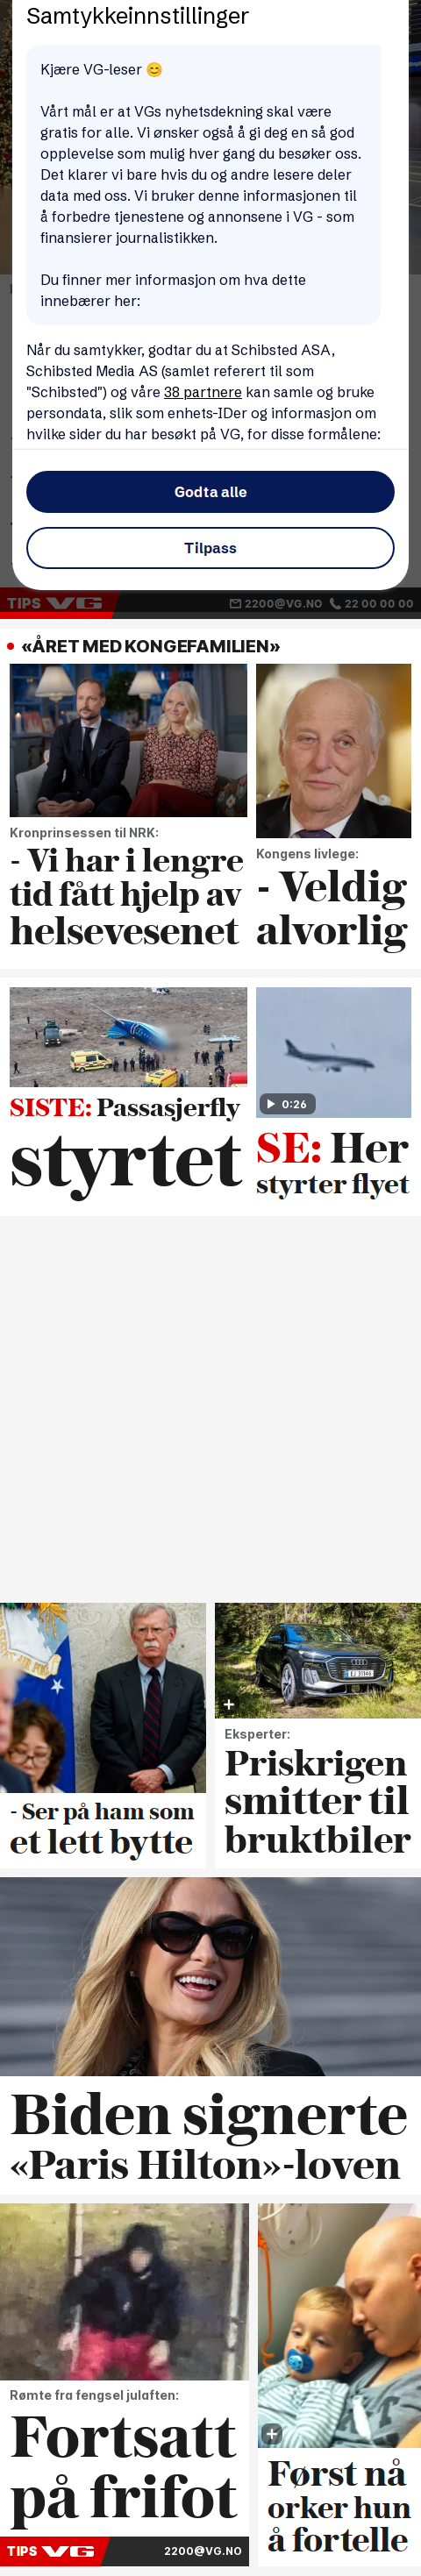 Samtykkeinnstillinger
Kjære VG-leser 😊
Vårt mål er at VGs nyhetsdekning skal være
gratis for alle. Vi ønsker også å gi deg en så god
opplevelse som mulig hver gang du besøker oss.
Det klarer vi bare hvis du og andre lesere deler
data med oss. Vi bruker denne informasjonen til
å forbedre tjenestene og annonsene i VG - som
finansierer journalistikken.
Du finner mer informasjon om hva dette
innebærer her:
Når du samtykker, godtar du at Schibsted ASA,
Schibsted Media AS (samlet referert til som
"Schibsted") og våre 38 partnere kan samle og bruke
persondata, slik som enhets-IDer og informasjon om
hvilke sider du har besøkt på VG, for disse formålene:
Godta alle
Tilpass
TIPS VG 2200@VG.NO 22 00 00 00
«ÅRET MED KONGEFAMILIEN»
Kronprinsessen til NRK:
- Vi har i lengre
tid fått hjelp av
helsevesenet
Kongens livlege:
- Veldig
alvorlig
SISTE: Passasjerfly
styrtet
0:26
SE: Her
styrter flyet
- Ser på ham som
et lett bytte
Eksperter:
Priskrigen
smitter til
bruktbiler
Biden signerte
«Paris Hilton»-loven
Rømte fra fengsel julaften:
Fortsatt
på frifot
TIPS VG 2200@VG.NO
Først nå
orker hun
å fortelle